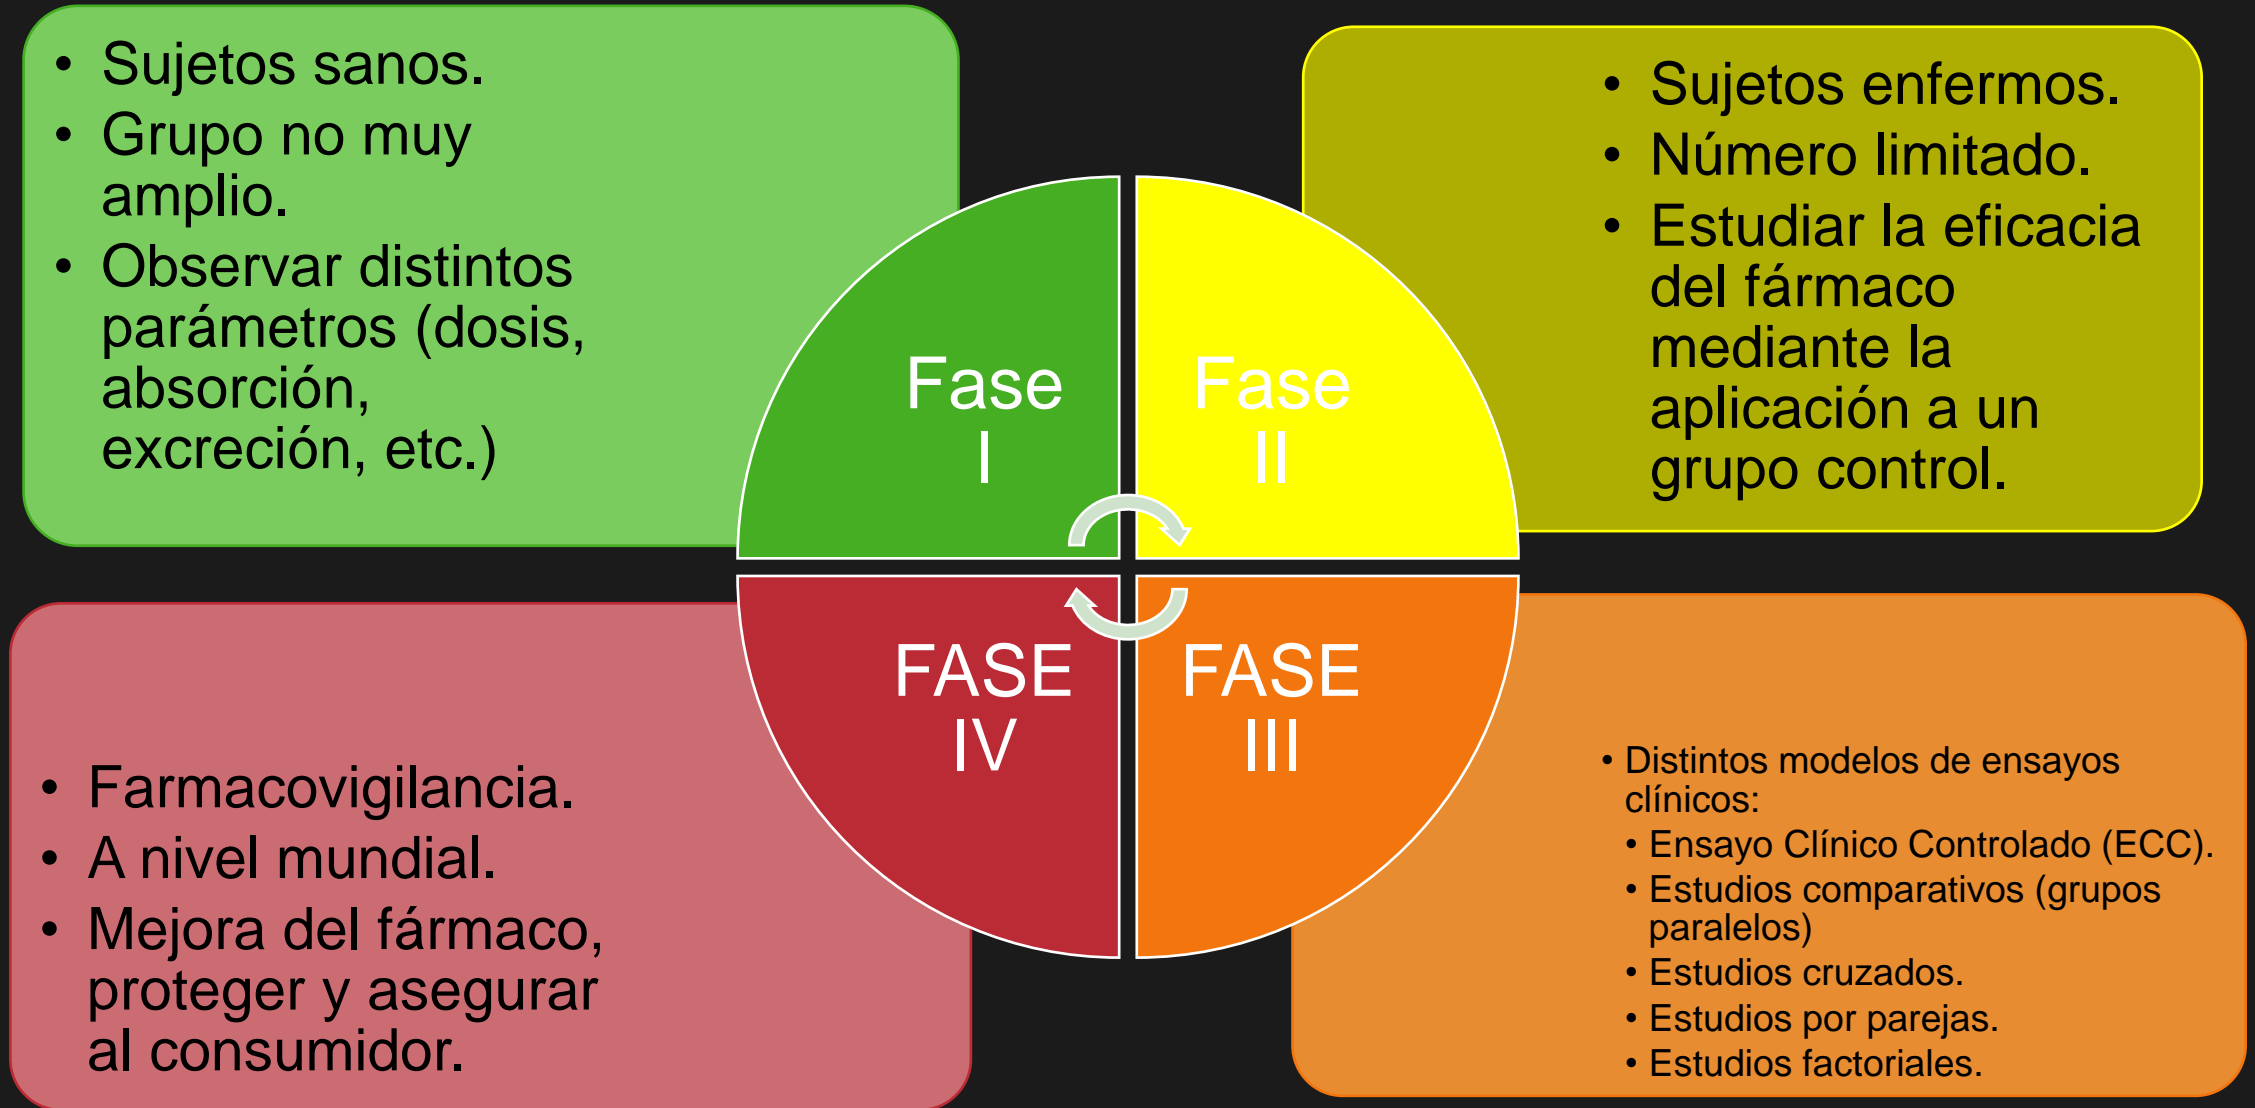 • Sujetos sanos.
• Grupo no muy
amplio.
• Observar distintos
parámetros (dosis,
absorción,
excreción, etc.)
• Sujetos enfermos.
• Número limitado.
• Estudiar la eficacia
del fármaco
mediante la
aplicación a un
grupo control.
Fase
I
Fase
II
FASE
IV
FASE
III
• Farmacovigilancia.
• A nivel mundial.
• Mejora del fármaco,
proteger y asegurar
al consumidor.
• Distintos modelos de ensayos
clínicos:
• Ensayo Clínico Controlado (ECC).
• Estudios comparativos (grupos
paralelos)
• Estudios cruzados.
• Estudios por parejas.
• Estudios factoriales.